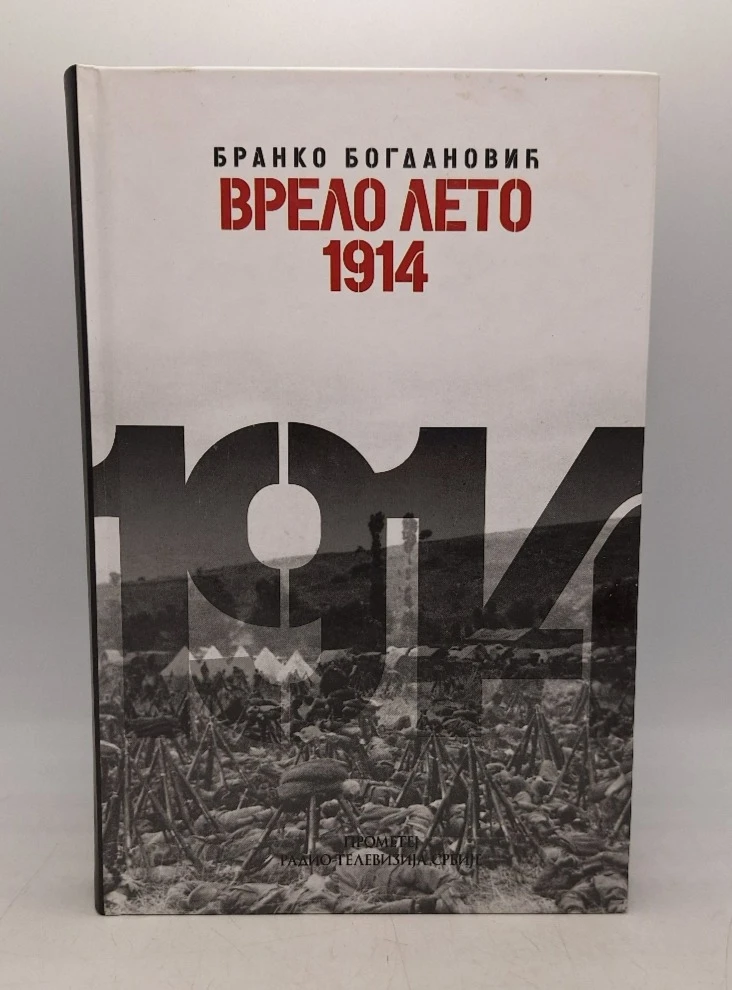 БРАНКО БОГДАНОВИЋ
ВРЕЛО ЛЕТО
1914
1914
ПРОМЕТЕЈ
РАДИО-ТЕЛЕВИЗИЈА СРБИЈЕ